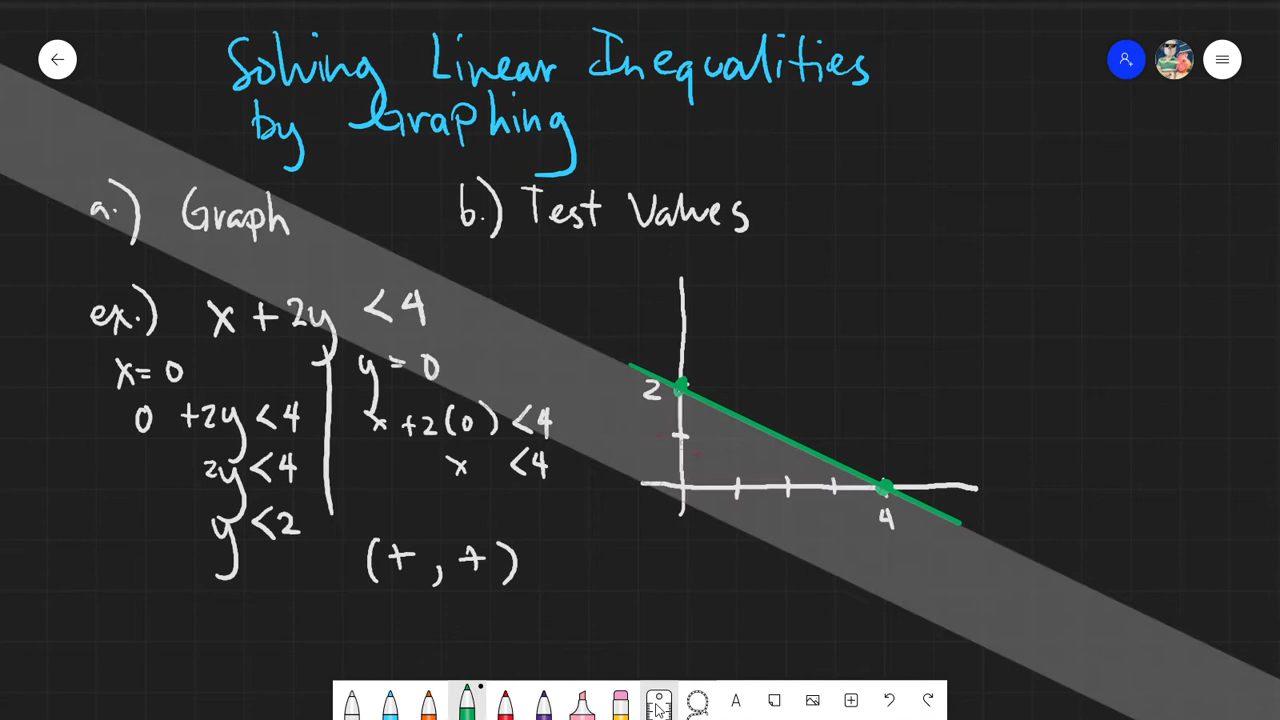 Solving Linear Inequalities
by Graphing
a.) Graph
b.) Test Values
ex.) x + 2y < 4
x = 0
0 + 2y < 4
2y < 4
y < 2
y = 0
x + 2(0) < 4
x < 4
(+, +)
2
4
A